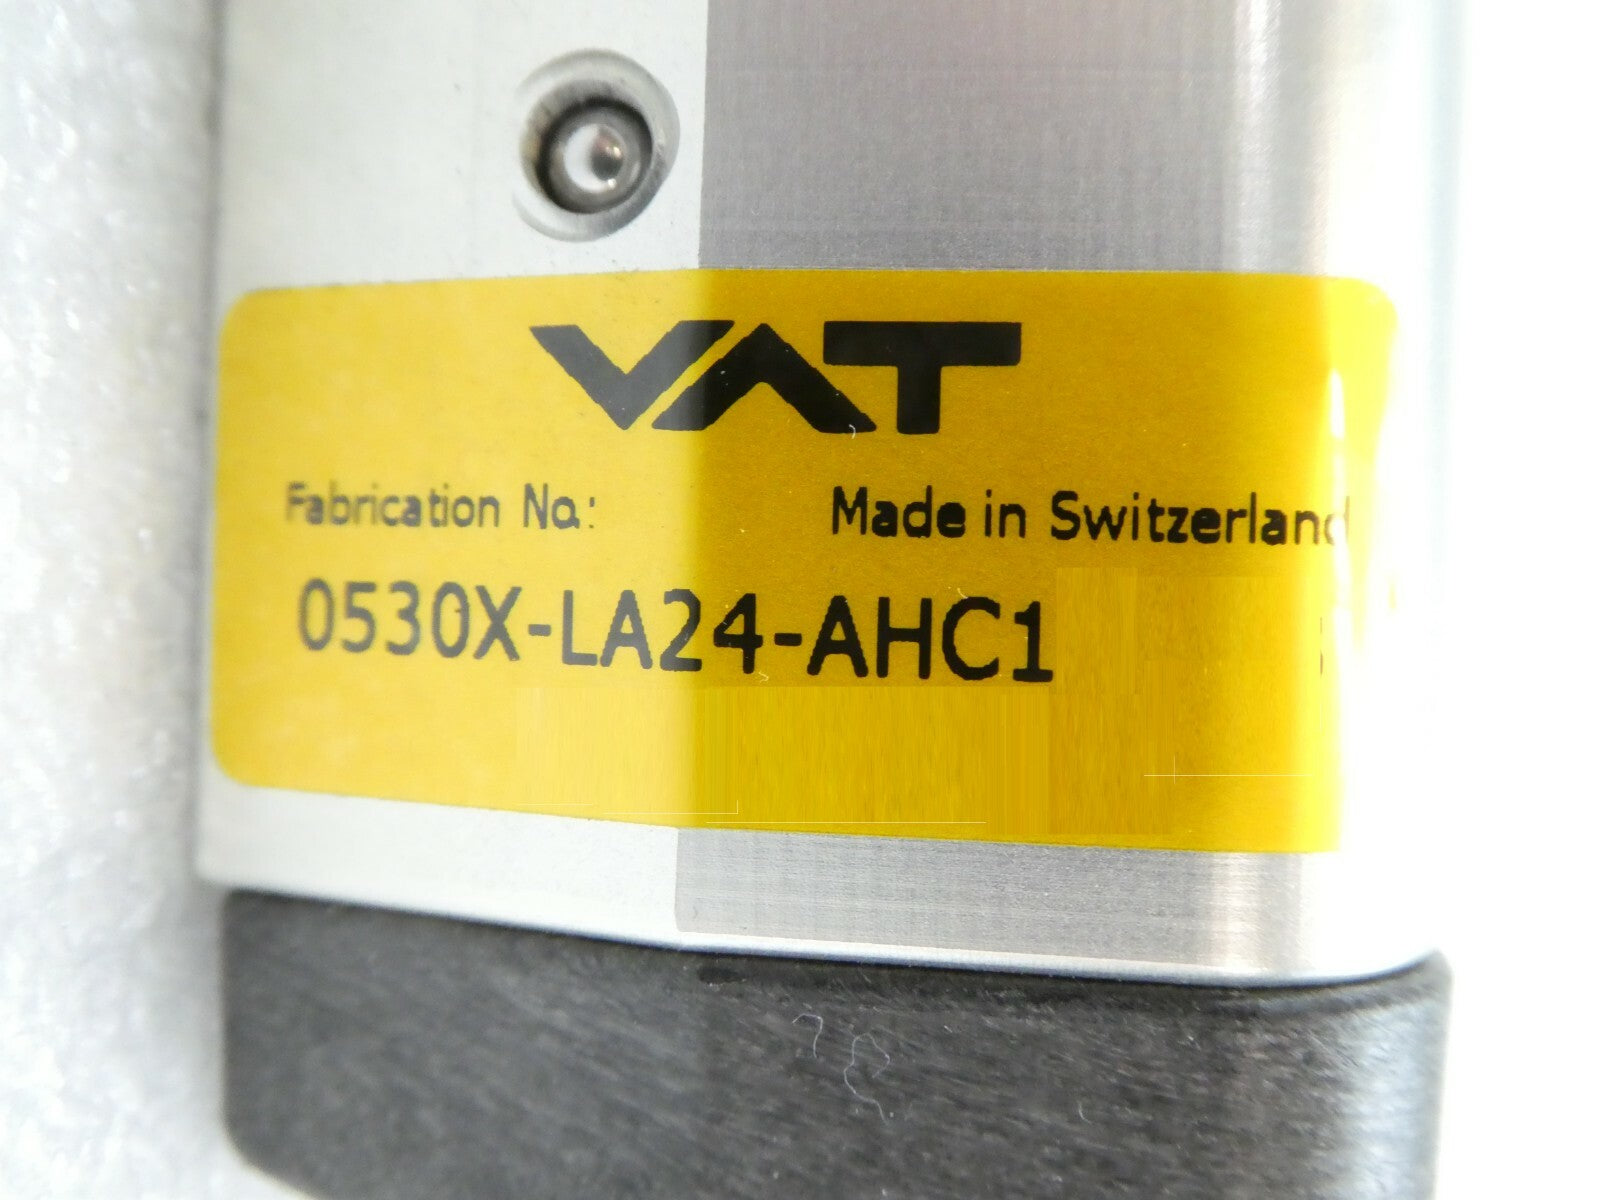 VAT
Fabrication No.: Made in Switzerland
0530X-LA24-AHC1